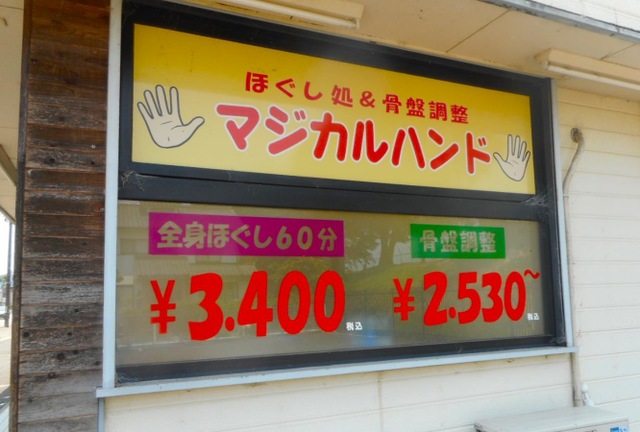 ほぐし処&骨盤調整
マジカルハンド
全身ほぐし60分
¥3.400 税込
骨盤調整
¥2.530~ 税込